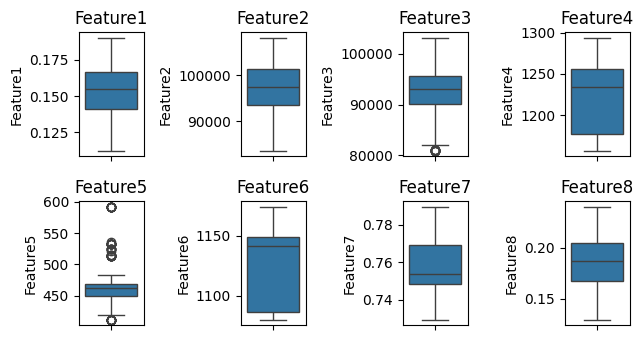 Feature1
Feature2
Feature3
Feature4
Feature1
0.175
0.150
0.125
Feature2
100000
90000
Feature3
100000
90000
80000
Feature4
1300
1200
Feature5
Feature6
Feature7
Feature8
Feature5
600
550
500
450
Feature6
1150
1100
Feature7
0.78
0.76
0.74
Feature8
0.20
0.15